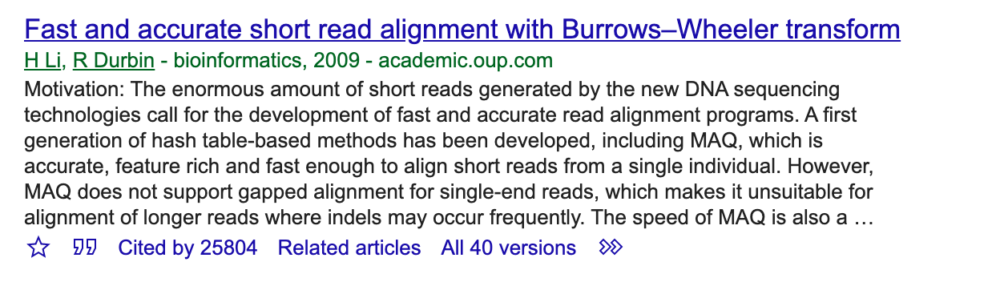 Fast and accurate short read alignment with Burrows–Wheeler transform
H Li, R Durbin - bioinformatics, 2009 - academic.oup.com
Motivation: The enormous amount of short reads generated by the new DNA sequencing
technologies call for the development of fast and accurate read alignment programs. A first
generation of hash table-based methods has been developed, including MAQ, which is
accurate, feature rich and fast enough to align short reads from a single individual. However,
MAQ does not support gapped alignment for single-end reads, which makes it unsuitable for
alignment of longer reads where indels may occur frequently. The speed of MAQ is also a …
Cited by 25804 Related articles All 40 versions